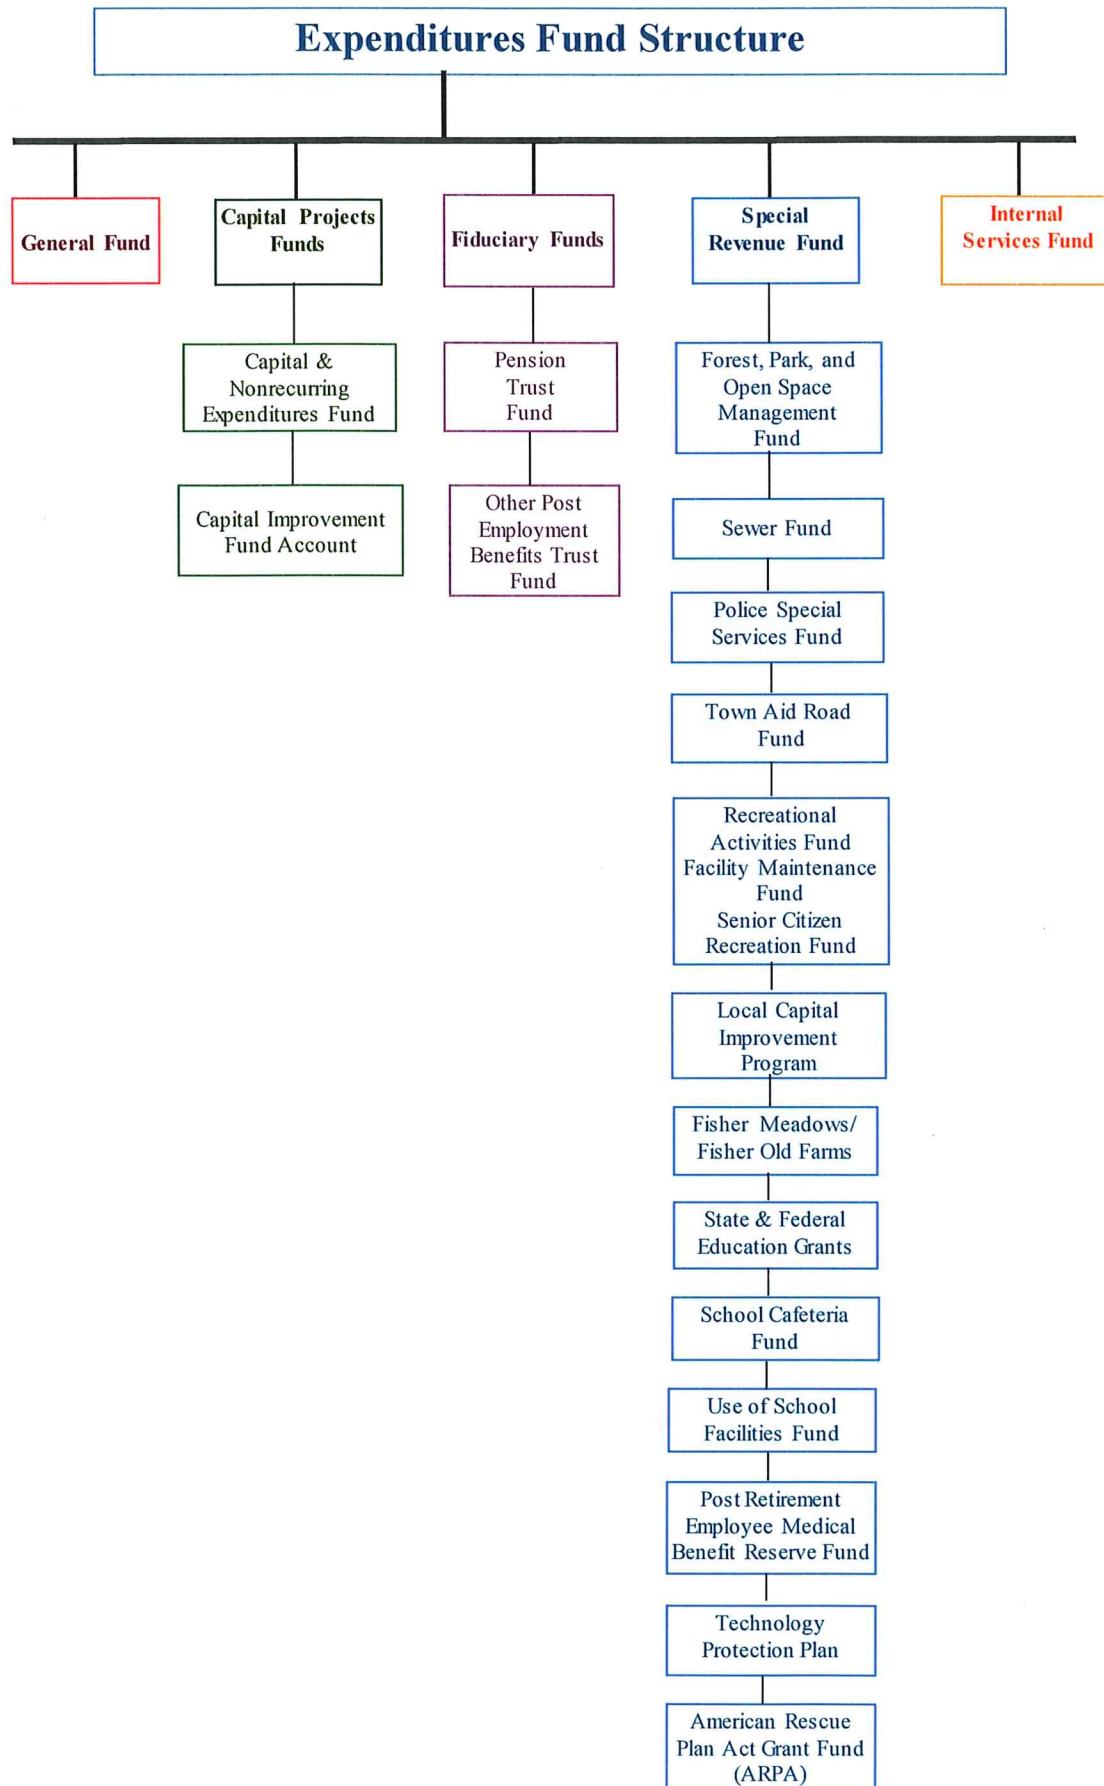 Expenditures Fund Structure
General Fund
Capital Projects
Funds
Fiduciary Funds
Special
Revenue Fund
Internal
Services Fund
Capital &
Nonrecurring
Expenditures Fund
Capital Improvement
Fund Account
Pension
Trust
Fund
Other Post
Employment
Benefits Trust
Fund
Forest, Park, and
Open Space
Management
Fund
Sewer Fund
Police Special
Services Fund
Town Aid Road
Fund
Recreational
Activities Fund
Facility Maintenance
Fund
Senior Citizen
Recreation Fund
Local Capital
Improvement
Program
Fisher Meadows/
Fisher Old Farms
State & Federal
Education Grants
School Cafeteria
Fund
Use of School
Facilities Fund
Post Retirement
Employee Medical
Benefit Reserve Fund
Technology
Protection Plan
American Rescue
Plan Act Grant Fund
(ARPA)